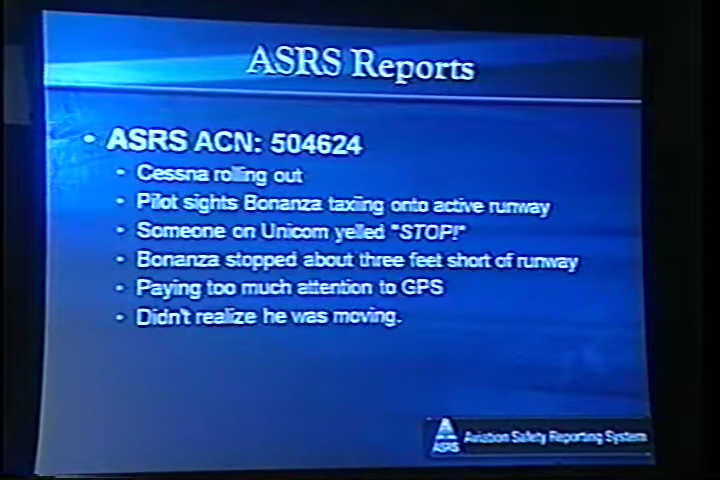 ASRS Reports
• ASRS ACN: 504624
• Cessna rolling out
• Pilot sights Bonanza taxiing onto active runway
• Someone on Unicom yelled "STOP!"
• Bonanza stopped about three feet short of runway
• Paying too much attention to GPS
• Didn't realize he was moving.
ASRS
Aviation Safety Reporting System